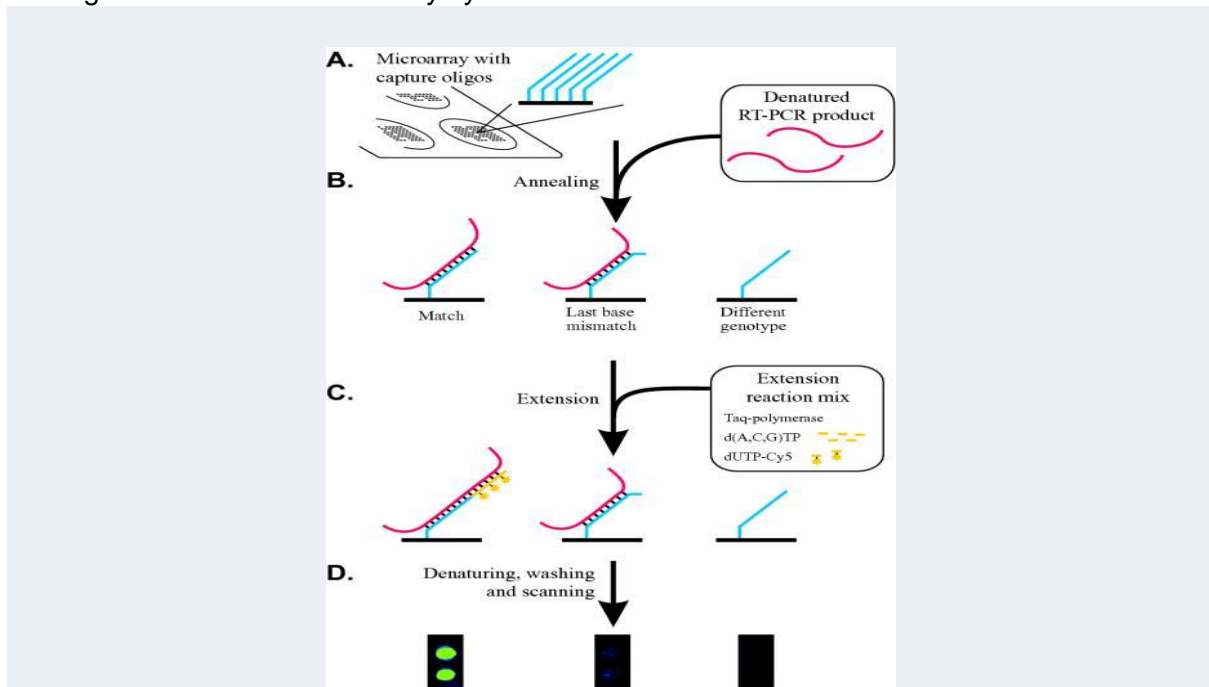 A.
Microarray with
capture oligos
Denatured
RT-PCR product
B.
Annealing
Match
Last base
mismatch
Different
genotype
C.
Extension
Extension
reaction mix
Taq-polymerase
d(A,C,G)TP
dUTP-Cy5
D.
Denaturing, washing
and scanning